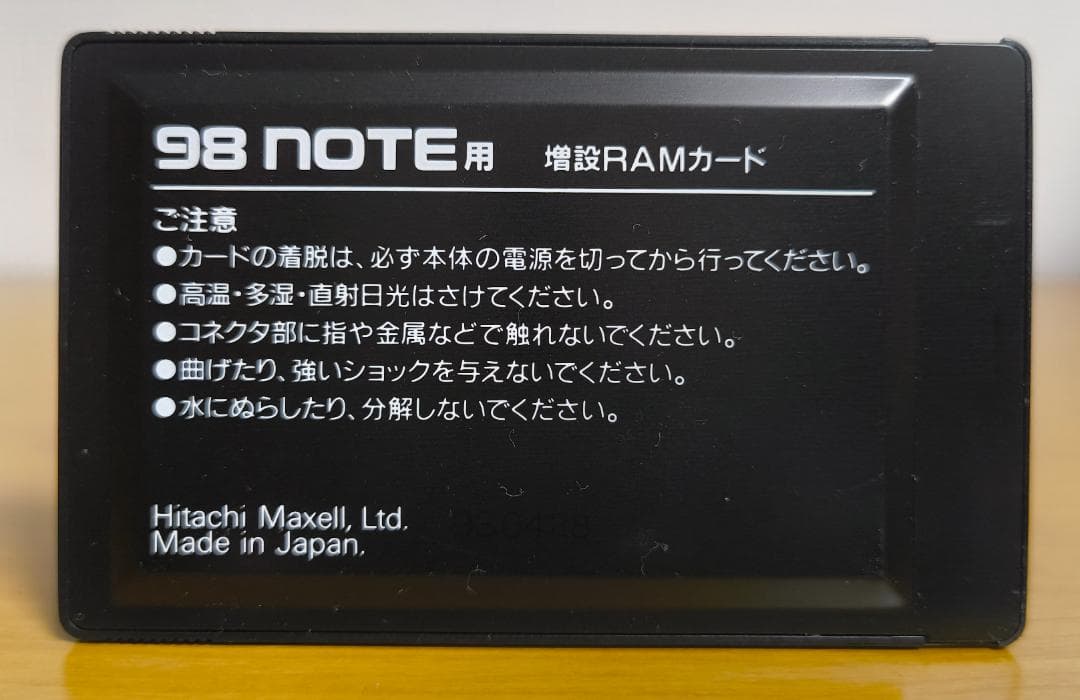 98 NOTE用 増設RAMカード
ご注意
●カードの着脱は、必ず本体の電源を切ってから行ってください。
●高温・多湿・直射日光はさけてください。
●コネクタ部に指や金属などで触れないでください。
●曲げたり、強いショックを与えないでください。
●水にぬらしたり、分解しないでください。
Hitachi Maxell, Ltd.
Made in Japan.